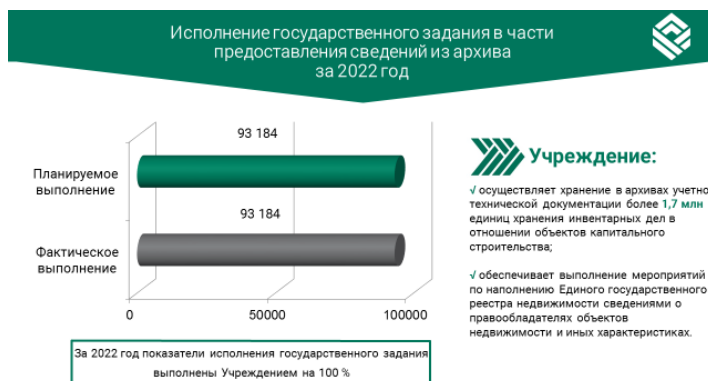 Исполнение государственного задания в части
предоставления сведений из архива
за 2022 год
93 184
Планируемое
выполнение
93 184
Фактическое
выполнение
0
50000
100000
За 2022 год показатели исполнения государственного задания
выполнены Учреждением на 100 %
Учреждение:
√ осуществляет хранение в архивах учетно
технической документации более 1,7 млн
единиц хранения инвентарных дел в
отношении объектов капитального
строительства;
√ обеспечивает выполнение мероприятий
по наполнению Единого государственного
реестра недвижимости сведениями о
правообладателях объектов
недвижимости и иных характеристиках.